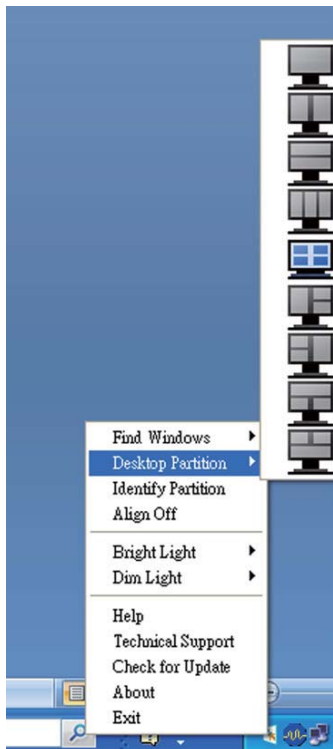 Find Windows
Desktop Partition
Identify Partition
Align Off
Bright Light
Dim Light
Help
Technical Support
Check for Update
About
Exit